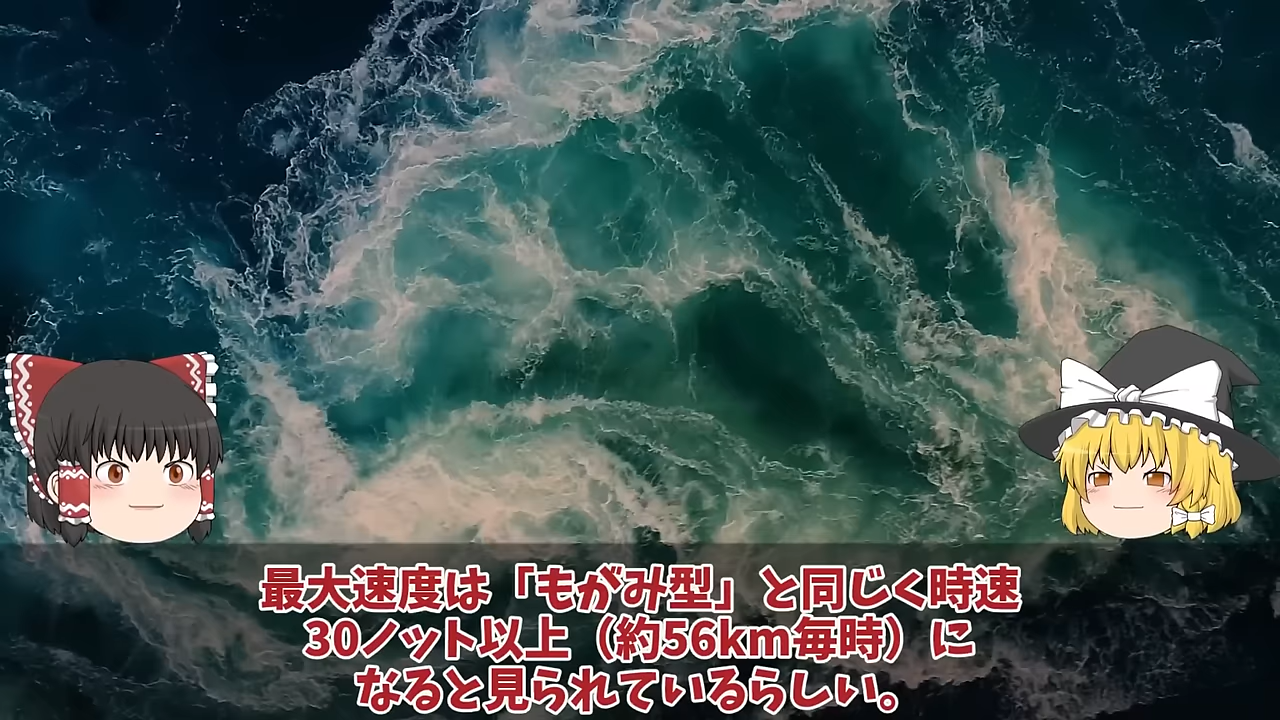 最大速度は「もがみ型」と同じく時速
30ノット以上（約56km毎時）に
なると見られているらしい。